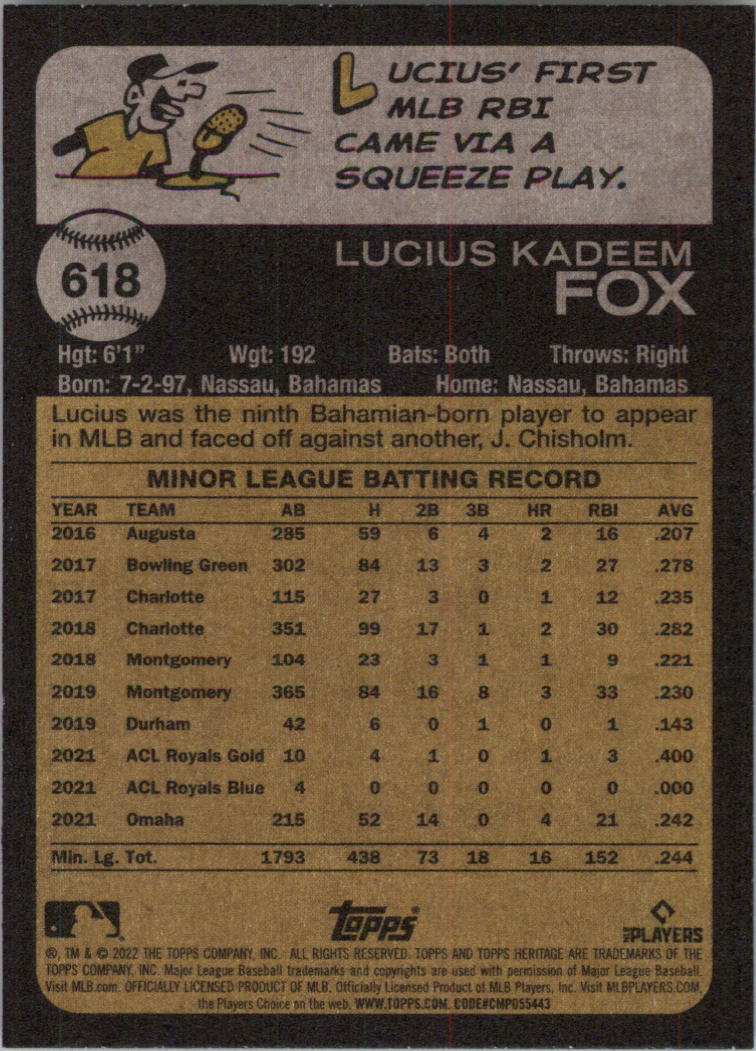 LUCIUS' FIRST
MLB RBI
CAME VIA A
SQUEEZE PLAY.
618
LUCIUS KADEEM
FOX
Hgt: 6'1" Wgt: 192 Bats: Both Throws: Right
Born: 7-2-97, Nassau, Bahamas Home: Nassau, Bahamas
Lucius was the ninth Bahamian-born player to appear
in MLB and faced off against another, J. Chisholm.
MINOR LEAGUE BATTING RECORD
YEAR TEAM AB H 2B 3B HR RBI AVG
2016 Augusta 285 59 6 4 2 16 .207
2017 Bowling Green 302 84 13 3 2 27 .278
2017 Charlotte 115 27 3 0 1 12 .235
2018 Charlotte 351 99 17 1 2 30 .282
2018 Montgomery 104 23 3 1 1 9 .221
2019 Montgomery 365 84 16 8 3 33 .230
2019 Durham 42 6 0 1 0 1 .143
2021 ACL Royals Gold 10 4 1 0 1 3 .400
2021 ACL Royals Blue 4 0 0 0 0 0 .000
2021 Omaha 215 52 14 0 4 21 .242
Min. Lg. Tot. 1793 438 73 18 16 152 .244
Topps
MLB PLAYERS
®, TM & © 2022 THE TOPPS COMPANY, INC. ALL RIGHTS RESERVED. TOPPS AND TOPPS HERITAGE ARE TRADEMARKS OF THE
TOPPS COMPANY, INC. Major League Baseball trademarks and copyrights are used with permission of Major League Baseball.
Visit MLB.com. OFFICIALLY LICENSED PRODUCT OF MLB. Officially Licensed Product of MLB Players, Inc. Visit MLBPLAYERS.COM,
the Players Choice on the web. WWW.TOPPS.COM. CODE#CMP055443